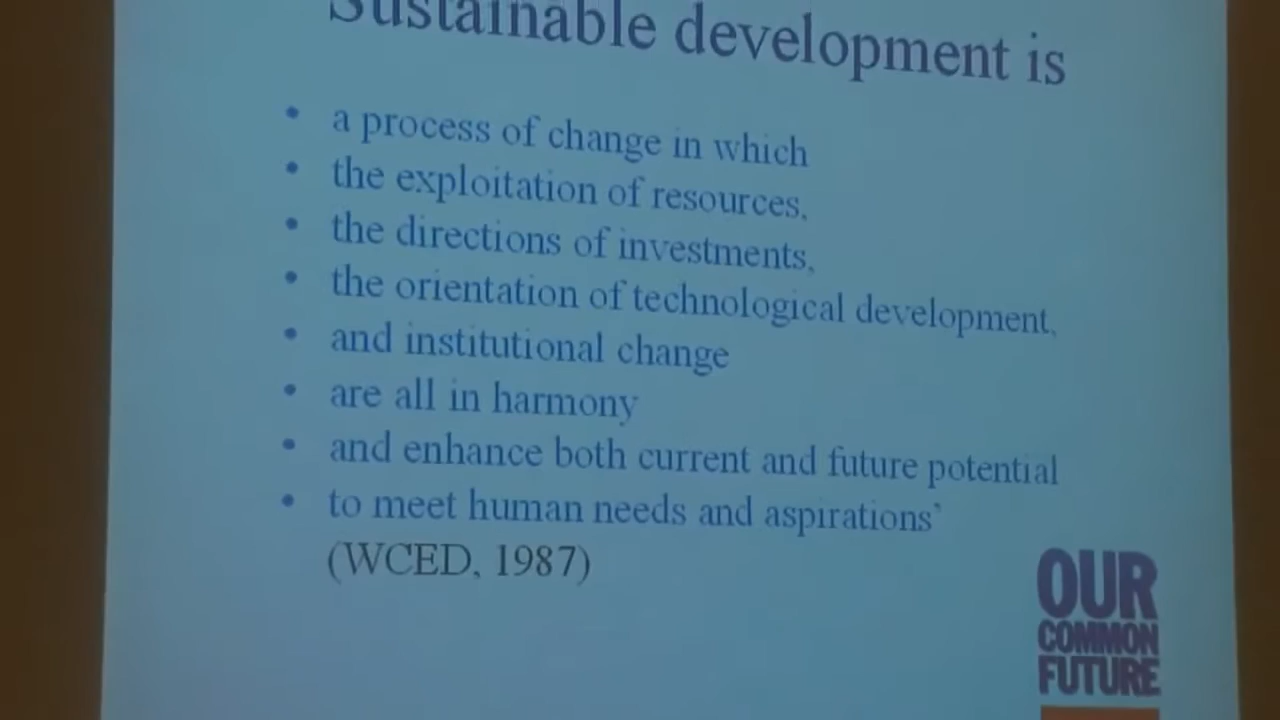 Sustainable development is
• a process of change in which
• the exploitation of resources,
• the directions of investments,
• the orientation of technological development,
• and institutional change
• are all in harmony
• and enhance both current and future potential
• to meet human needs and aspirations’
(WCED, 1987)
OUR
COMMON
FUTURE